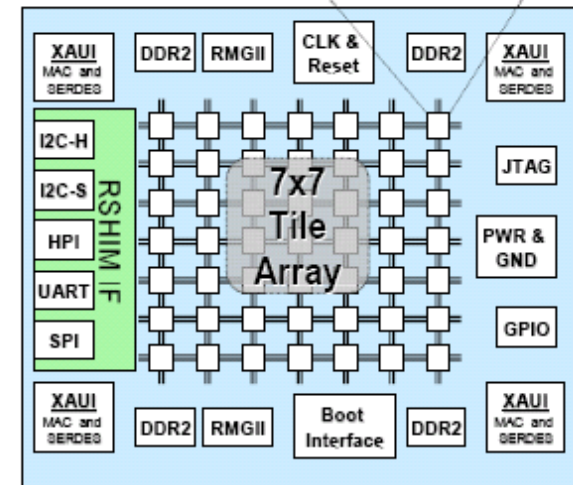 XAUI
MAC and
SERDES
DDR2
RMGII
CLK &
Reset
DDR2
XAUI
MAC and
SERDES
I2C-H
I2C-S
HPI
UART
SPI
RSHIM IF
7x7
Tile
Array
JTAG
PWR &
GND
GPIO
XAUI
MAC and
SERDES
DDR2
RMGII
Boot
Interface
DDR2
XAUI
MAC and
SERDES